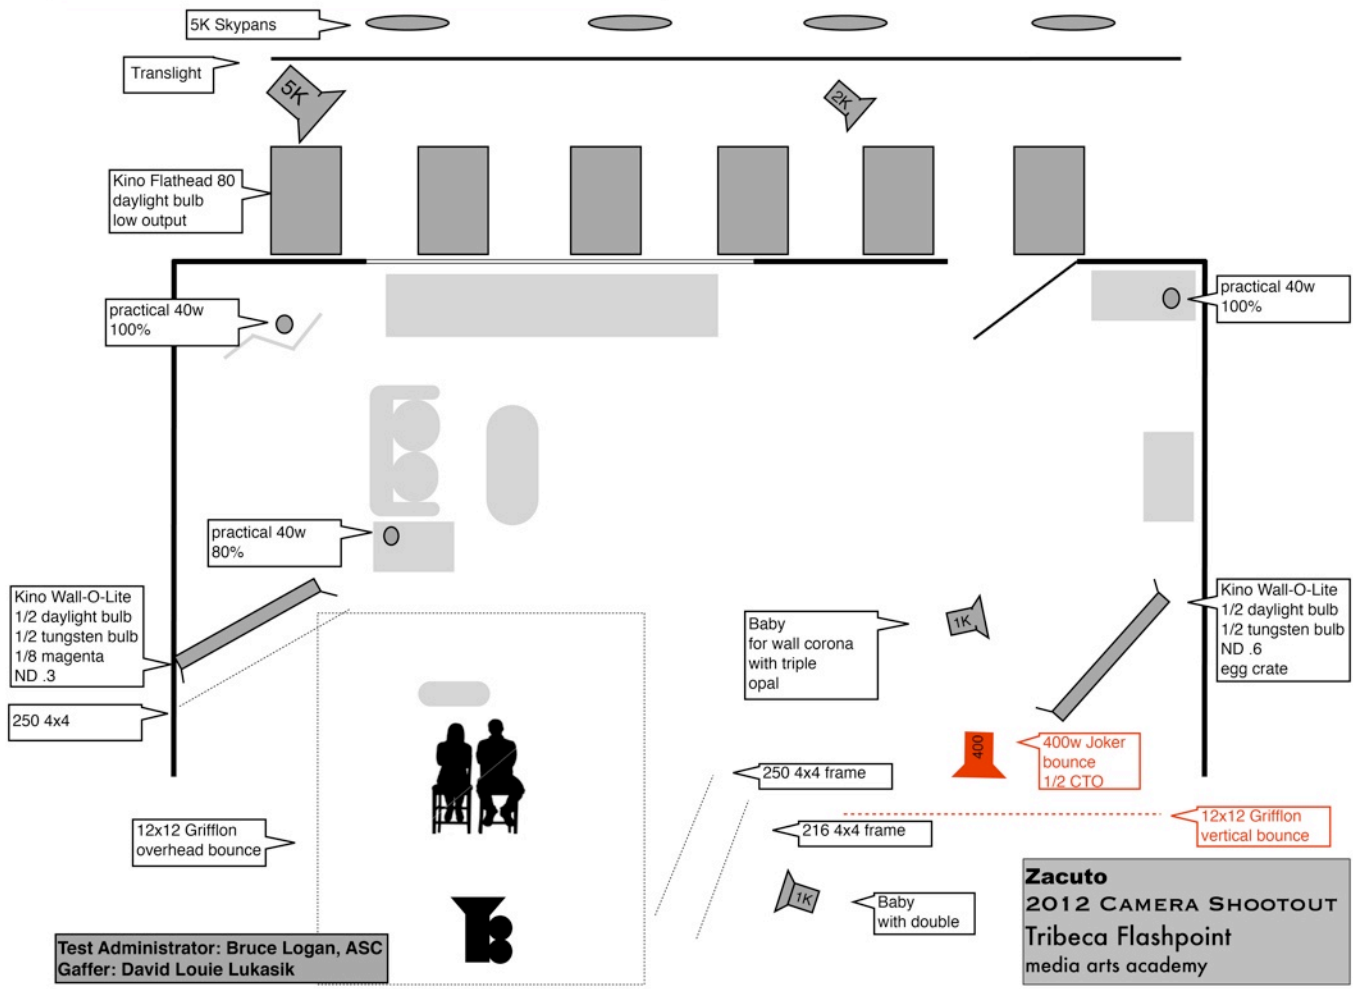 5K Skypans
Translight
5K
2K
Kino Flathead 80
daylight bulb
low output
practical 40w
100%
practical 40w
100%
practical 40w
80%
Kino Wall-O-Lite
1/2 daylight bulb
1/2 tungsten bulb
1/8 magenta
ND .3
250 4x4
Baby
for wall corona
with triple
opal
1K
Kino Wall-O-Lite
1/2 daylight bulb
1/2 tungsten bulb
ND .6
egg crate
400
400w Joker
bounce
1/2 CTO
250 4x4 frame
216 4x4 frame
12x12 Grifflon
vertical bounce
12x12 Grifflon
overhead bounce
1K
Baby
with double
Test Administrator: Bruce Logan, ASC
Gaffer: David Louie Lukasik
Zacuto
2012 CAMERA SHOOTOUT
Tribeca Flashpoint
media arts academy